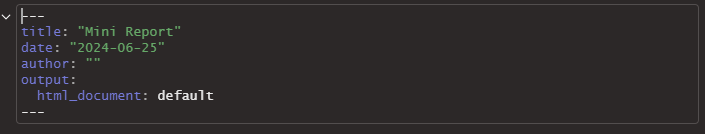 ---
title: "Mini Report"
date: "2024-06-25"
author: ""
output:
  html_document: default
---